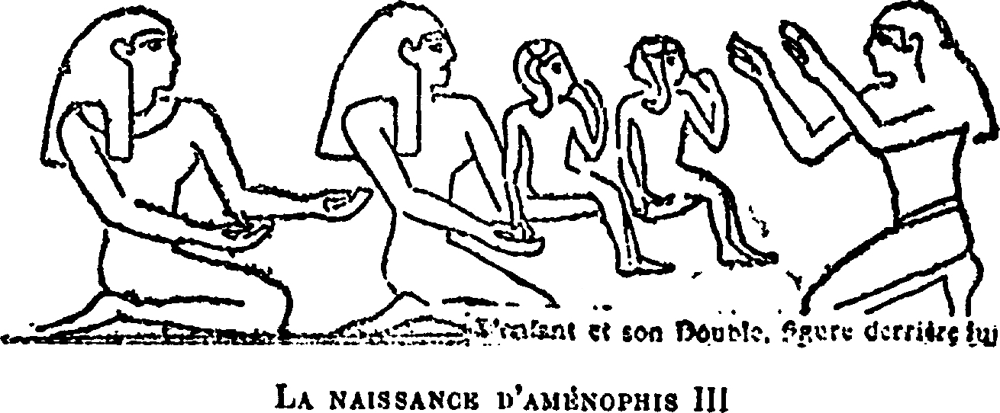 L'enfant et son Double, figure derrière lui
LA NAISSANCE D'AMÉNOPHIS III